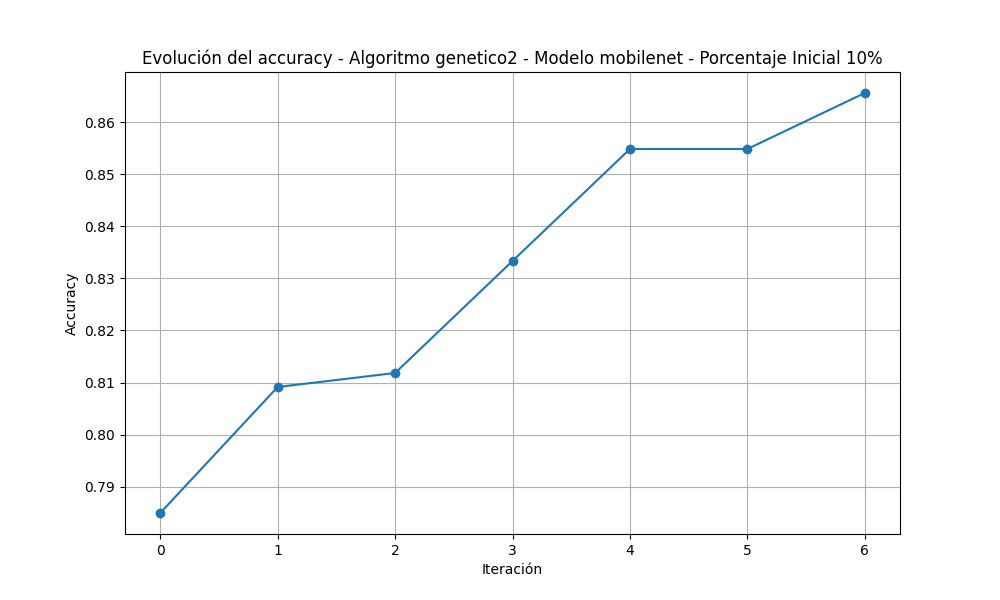 Evolución del accuracy - Algoritmo genetico2 - Modelo mobilenet - Porcentaje Inicial 10%
0.86
0.85
0.84
0.83
0.82
0.81
0.80
0.79
Accuracy
0 1 2 3 4 5 6
Iteración